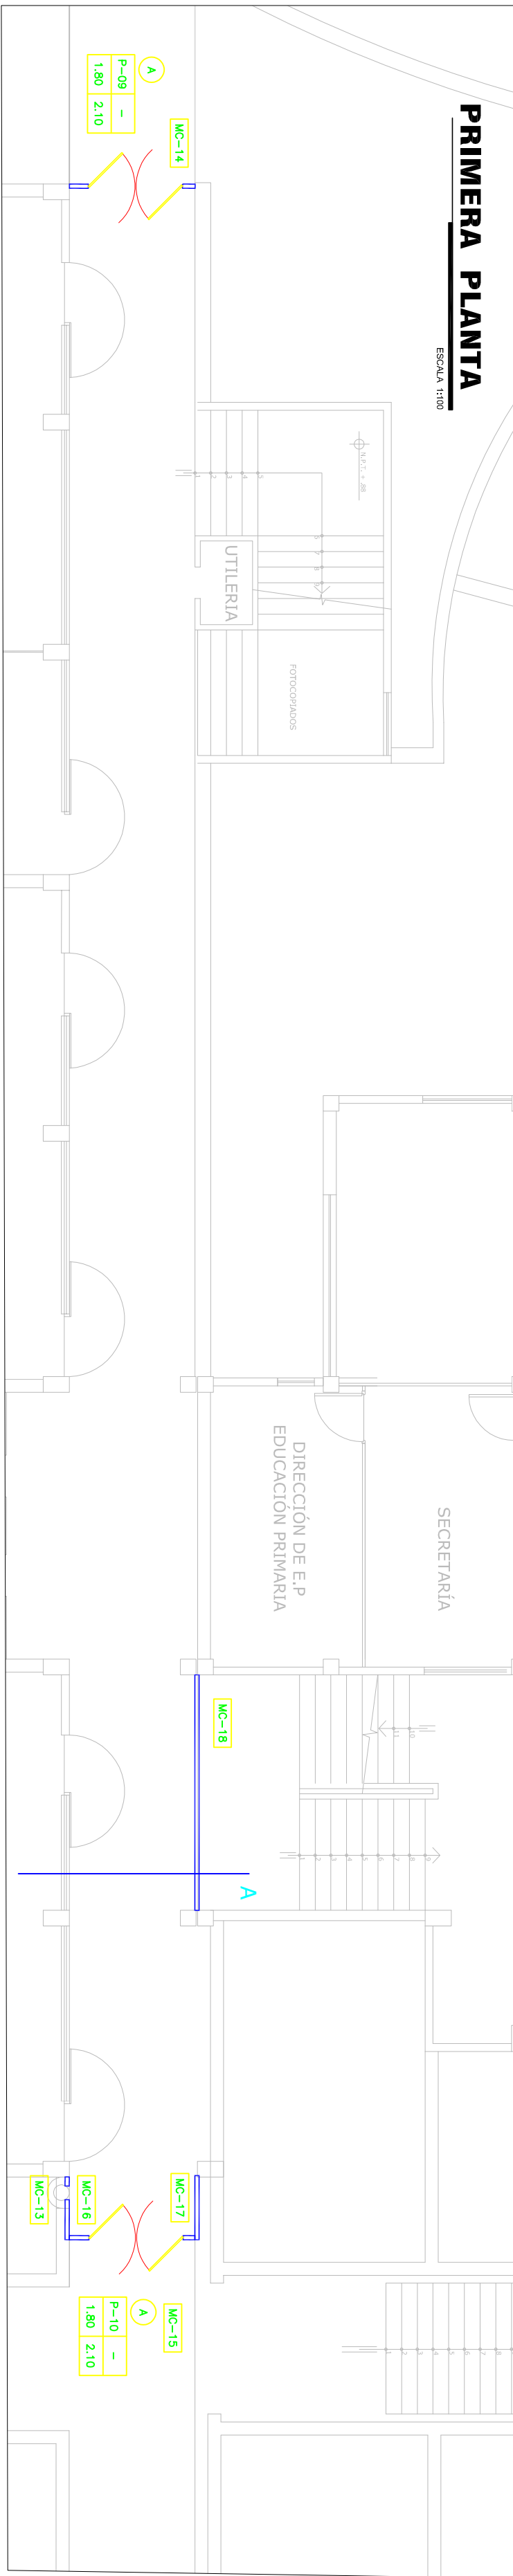 PRIMERA PLANTA
ESCALA 1:100
A
P-09 -
1.80 2.10
MC-14
UTILERIA
FOTOCOPIADOS
SECRETARÍA
DIRECCIÓN DE E.P
EDUCACIÓN PRIMARIA
MC-18
A
MC-17
MC-16
MC-13
MC-15
A
P-10 -
1.80 2.10